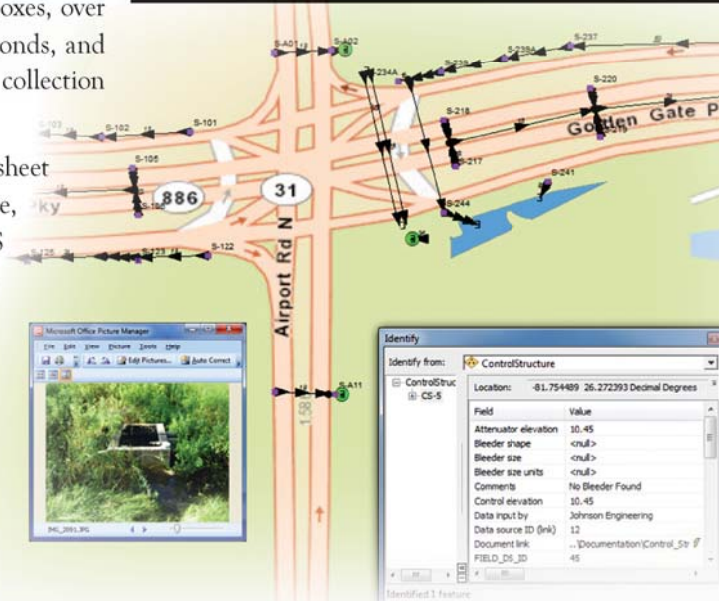 oxes, over
onds, and
collection
sheet
e,
S-A01
S-A02
S-237
S-239A
S-234A
S-220
S-103
S-102
S-101
S-218
Golden Gate P
S-217
S-105
S-241
Pky
886
31
S-244
S-123
S-122
Airport Rd N
S-A11
1.58
Microsoft Office Picture Manager
File Edit View Picture Tools Help
Edit Pictures...
Auto Correct
IMG_2091.JPG
Identify
Identify from:
ControlStructure
ControlStruc
CS-5
Location:
-81.754489 26.272393 Decimal Degrees
Field
Value
Attenuator elevation
10.45
Bleeder shape
<null>
Bleeder size
<null>
Bleeder size units
<null>
Comments
No Bleeder Found
Control elevation
10.45
Data input by
Johnson Engineering
Data source ID (link)
12
Document link
..\Documentation\Control_Str
FIELD_DS_ID
45
Identified 1 feature